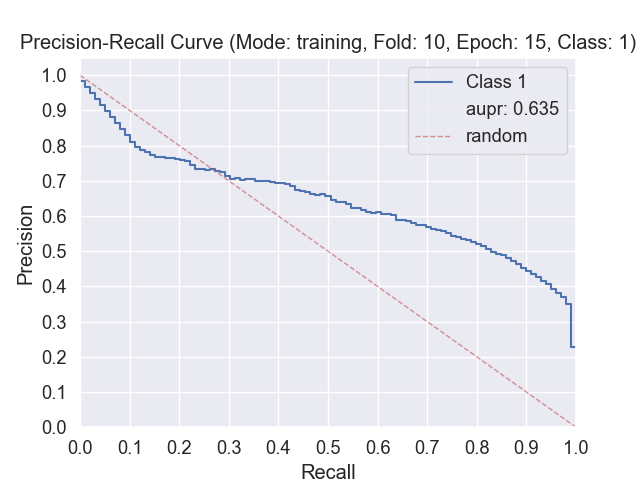 Precision-Recall Curve (Mode: training, Fold: 10, Epoch: 15, Class: 1)
1.0
0.9
0.8
0.7
0.6
0.5
0.4
0.3
0.2
0.1
0.0
Precision
Class 1
aupr: 0.635
random
0.0 0.1 0.2 0.3 0.4 0.5 0.6 0.7 0.8 0.9 1.0
Recall